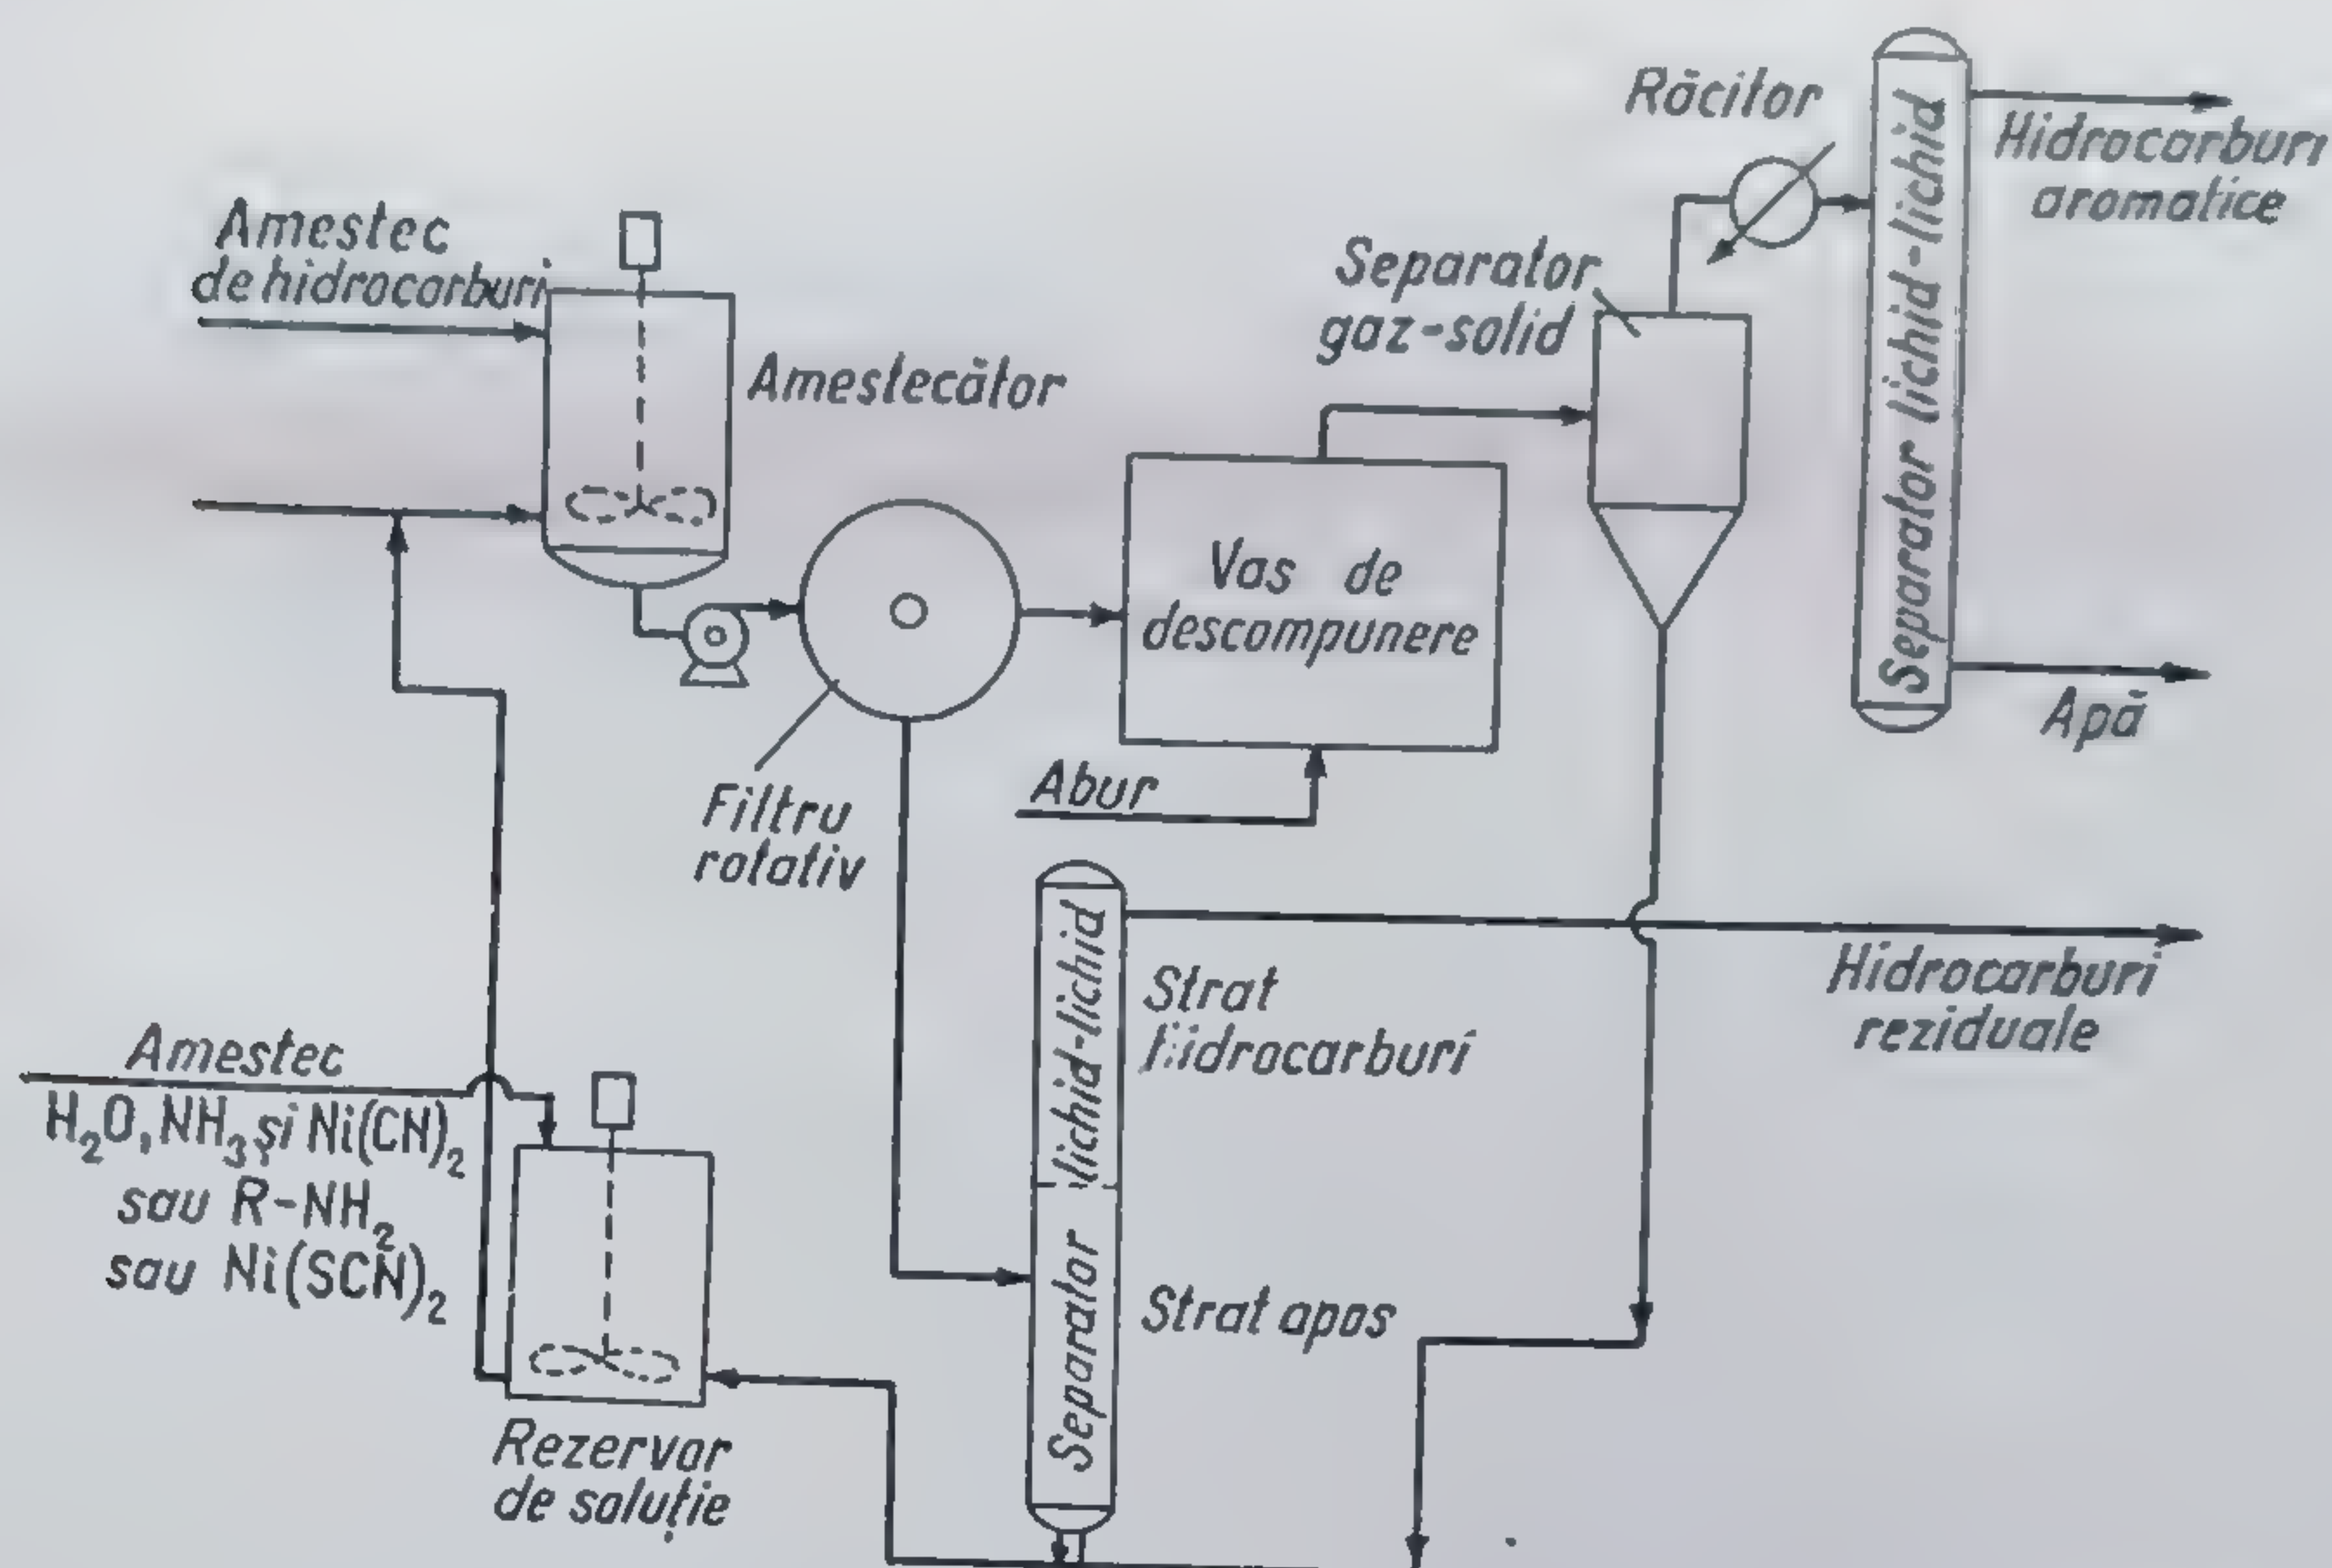 Răcitor
Hidrocarburi
aromatice
Separator lichid-lichid
Amestec
de hidrocarburi
Separator
gaz-solid
Amestecător
Vas de
descompunere
Apă
Abur
Filtru
rotativ
Separator lichid-lichid
Strat
hidrocarburi
Hidrocarburi
reziduale
Amestec
H₂O, NH₃ și Ni(CN)₂
sau R-NH₂
sau Ni(SCN)₂
Strat apos
Rezervor
de soluție